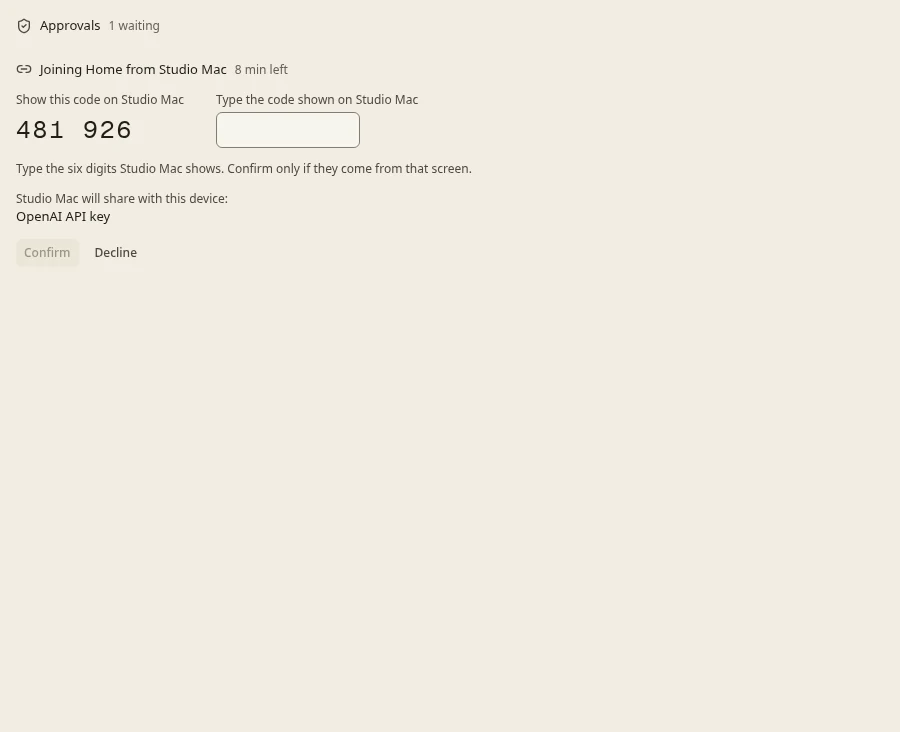 Approvals 1 waiting
Joining Home from Studio Mac 8 min left
Show this code on Studio Mac
481 926
Type the code shown on Studio Mac
Type the six digits Studio Mac shows. Confirm only if they come from that screen.
Studio Mac will share with this device:
OpenAI API key
Confirm Decline